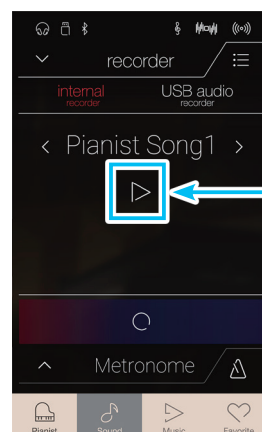 recorder
internal
recorder
USB audio
recorder
Pianist Song1
Metronome
Pianist
Sound
Music
Favorite